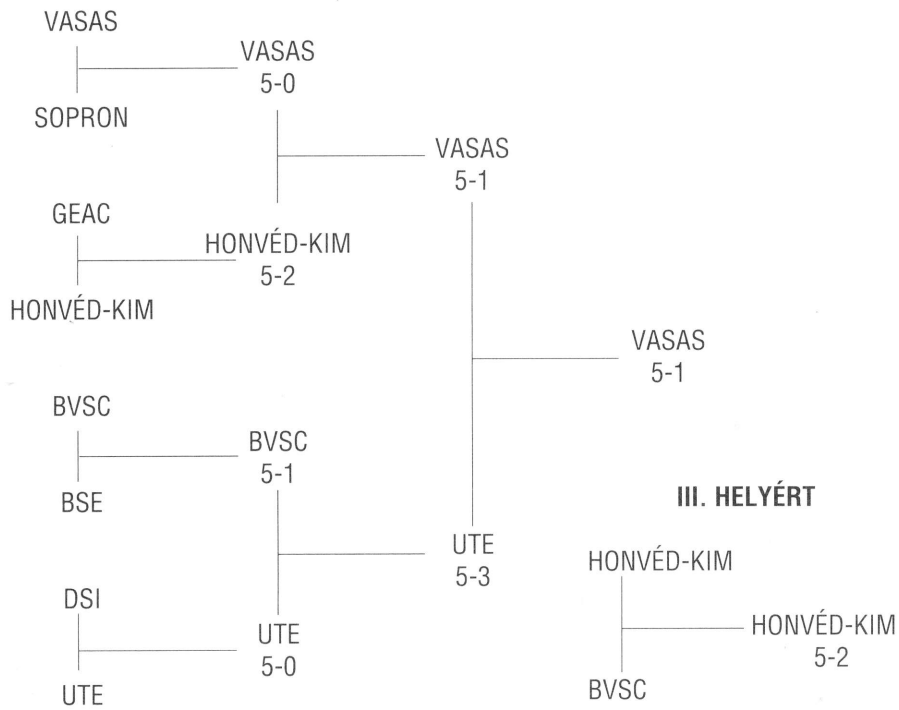 VASAS
SOPRON
GEAC
HONVÉD-KIM
BVSC
BSE
DSI
UTE
VASAS
5-0
HONVÉD-KIM
5-2
BVSC
5-1
UTE
5-0
VASAS
5-1
UTE
5-3
VASAS
5-1
III. HELYÉRT
HONVÉD-KIM
BVSC
HONVÉD-KIM
5-2